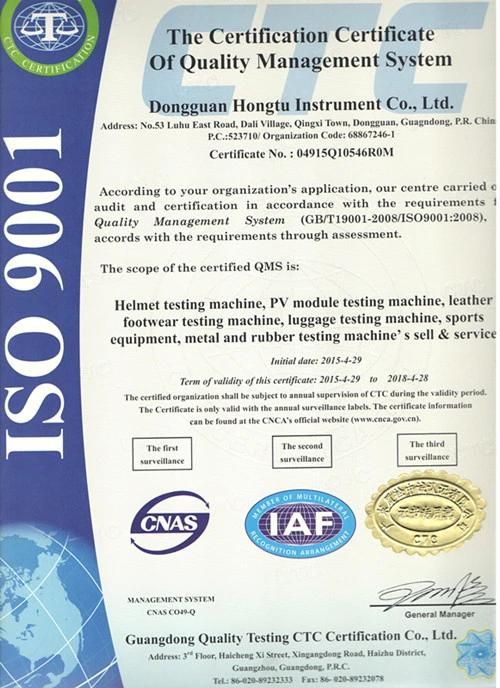 CTC CERTIFICATION
CTC
ISO 9001
The Certification Certificate
Of Quality Management System
Dongguan Hongtu Instrument Co., Ltd.
Address: No.53 Luhu East Road, Dali Village, Qingxi Town, Dongguan, Guagndong, P.R. Chin
P.C.:523710/ Organization Code: 68867246-1
Certificate No. : 04915Q10546R0M
According to your organization's application, our centre carried o
audit and certification in accordance with the requirements f
Quality Management System (GB/T19001-2008/ISO9001:2008),
accords with the requirements through assessment.
The scope of the certified QMS is:
Helmet testing machine, PV module testing machine, leather
footwear testing machine, luggage testing machine, sports
equipment, metal and rubber testing machine's sell & service
Initial date: 2015-4-29
Term of validity of this certificate: 2015-4-29 to 2018-4-28
The certified organization shall be subject to annual supervision of CTC during the validity period.
The Certificate is only valid with the annual surveillance labels. The certificate information
can be found at the CNCA's official website (www.cnca.gov.cn).
The first
surveillance
The second
surveillance
The third
surveillance
CNAS
MEMBER OF MULTILATERAL
IAF
RECOGNITION ARRANGEMENT
CTC
MANAGEMENT SYSTEM
CNAS CO49-Q
General Manager
Guangdong Quality Testing CTC Certification Co., Ltd.
Address: 3rd Floor, Haicheng Xi Street, Xingangdong Road, Haizhu District,
Guangzhou, Guangdong, P.R.C.
Tel.: 86-020-89232333 Fax: 86- 020-89232078